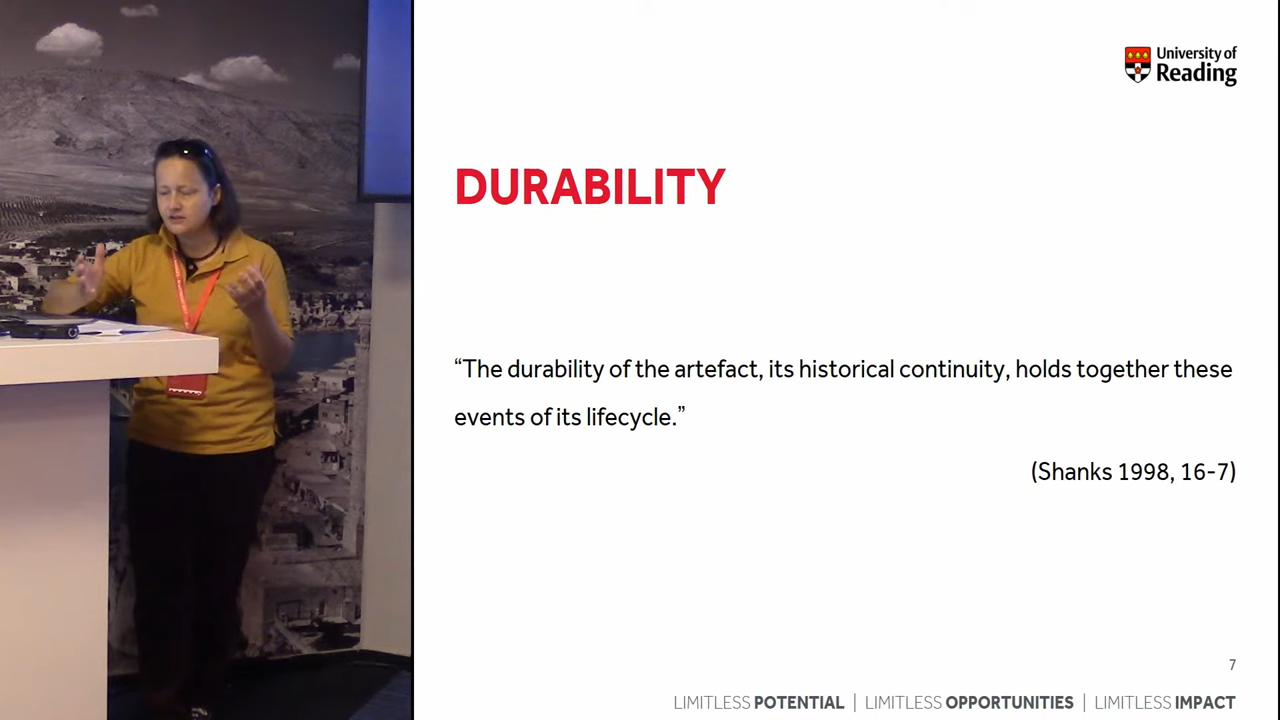 University of
Reading
DURABILITY
“The durability of the artefact, its historical continuity, holds together these
events of its lifecycle.”
(Shanks 1998, 16-7)
7
LIMITLESS POTENTIAL | LIMITLESS OPPORTUNITIES | LIMITLESS IMPACT